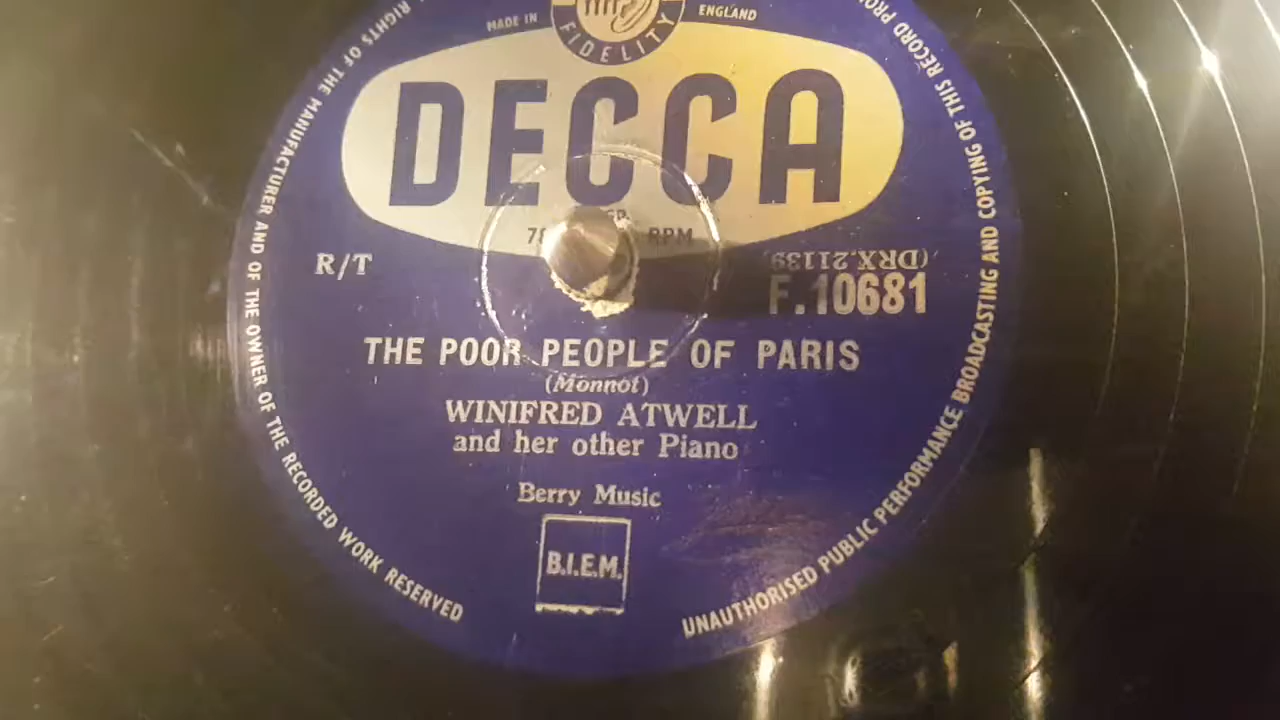 MADE IN ENGLAND
FIDELITY
DECCA
RPM
R/T
(DRX.21139)
F.10681
THE POOR PEOPLE OF PARIS
(Monnot)
WINIFRED ATWELL
and her other Piano
Berry Music
B.I.E.M.
RIGHTS OF THE MANUFACTURER AND OF THE OWNER OF THE RECORDED WORK RESERVED
UNAUTHORISED PUBLIC PERFORMANCE BROADCASTING AND COPYING OF THIS RECORD